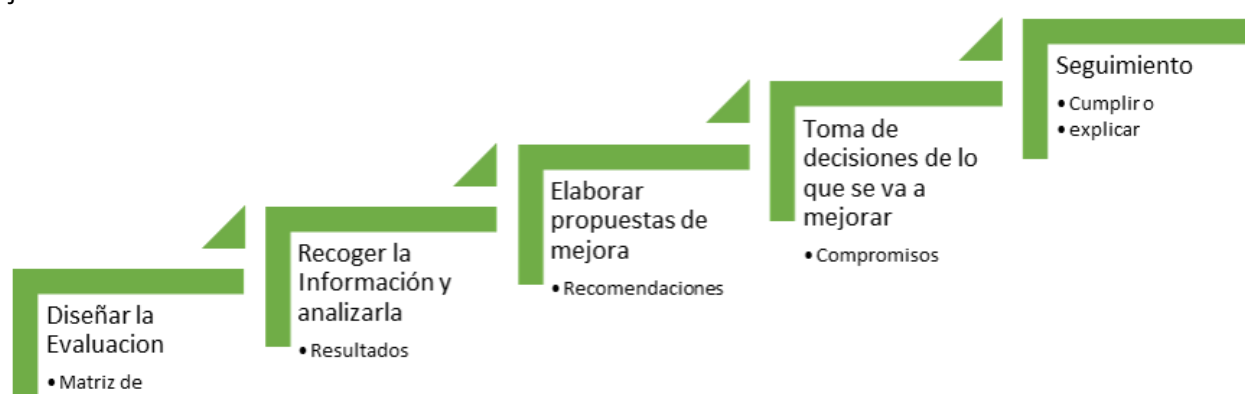 Diseñar la
Evaluacion
• Matriz de
Recoger la
Información y
analizarla
• Resultados
Elaborar
propuestas de
mejora
• Recomendaciones
Toma de
decisiones de lo
que se va a
mejorar
• Compromisos
Seguimiento
• Cumplir o
• explicar